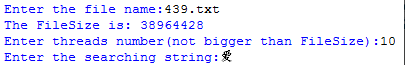 Enter the file name:439.txt
The FileSize is: 38964428
Enter threads number(not bigger than FileSize):10
Enter the searching string:爱